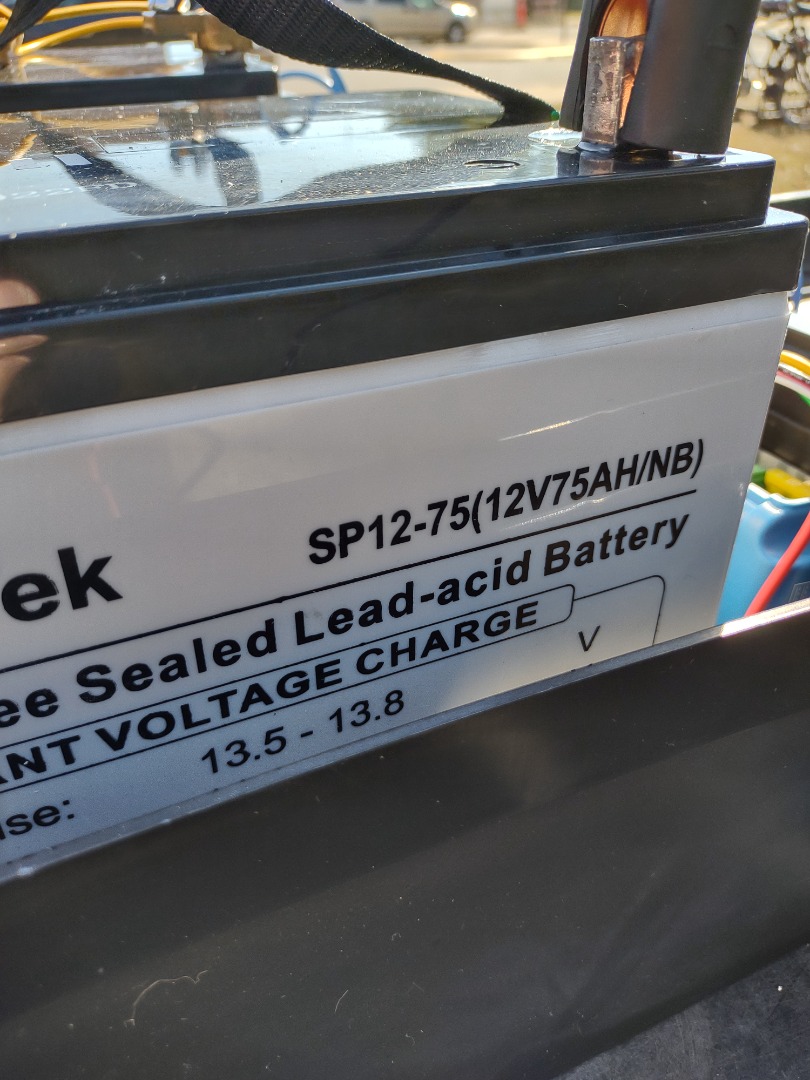 SP12-75(12V75AH/NB)
ek
ee Sealed Lead-acid Battery
ANT VOLTAGE CHARGE
V
13.5 - 13.8
se: